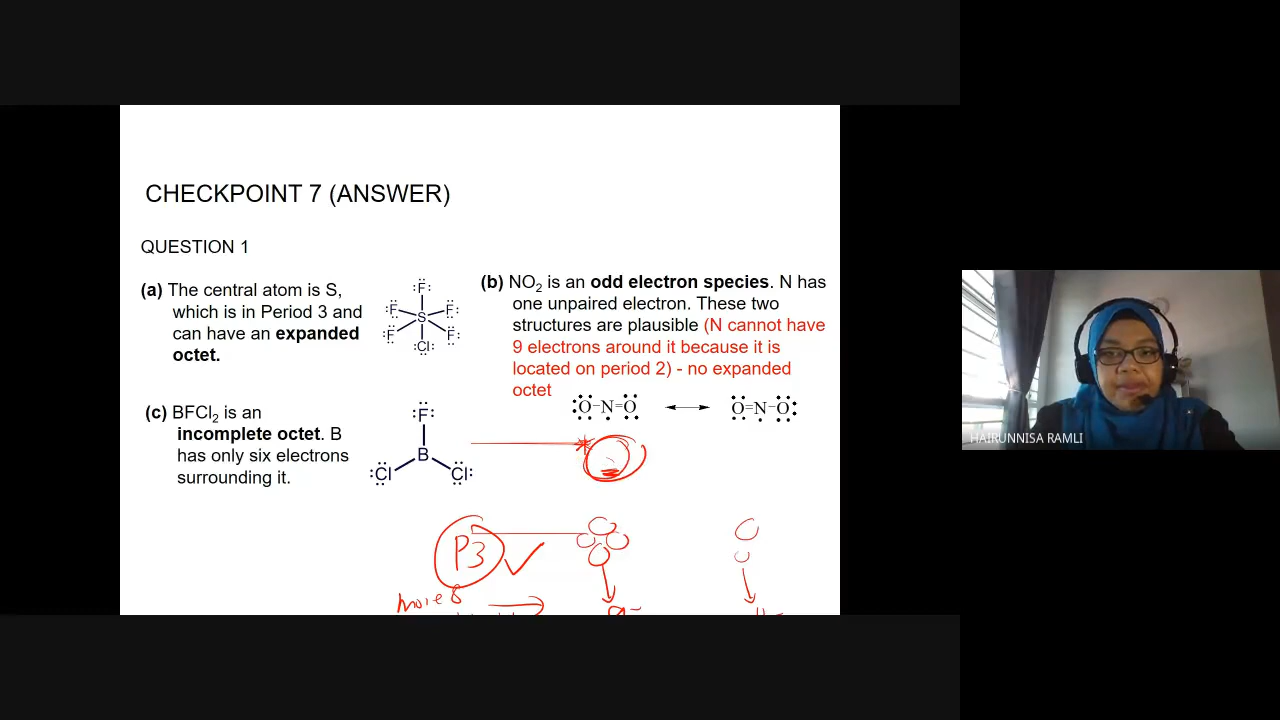 CHECKPOINT 7 (ANSWER)
QUESTION 1
(a) The central atom is S,
which is in Period 3 and
can have an expanded
octet.
F
F
F
S
F
F
Cl
(b) NO2 is an odd electron species. N has
one unpaired electron. These two
structures are plausible (N cannot have
9 electrons around it because it is
located on period 2) - no expanded
octet
O-N=O
O=N-O
(c) BFCl2 is an
incomplete octet. B
has only six electrons
surrounding it.
F
B
Cl
Cl
P3
more 8
HAIRUNNISA RAMLI